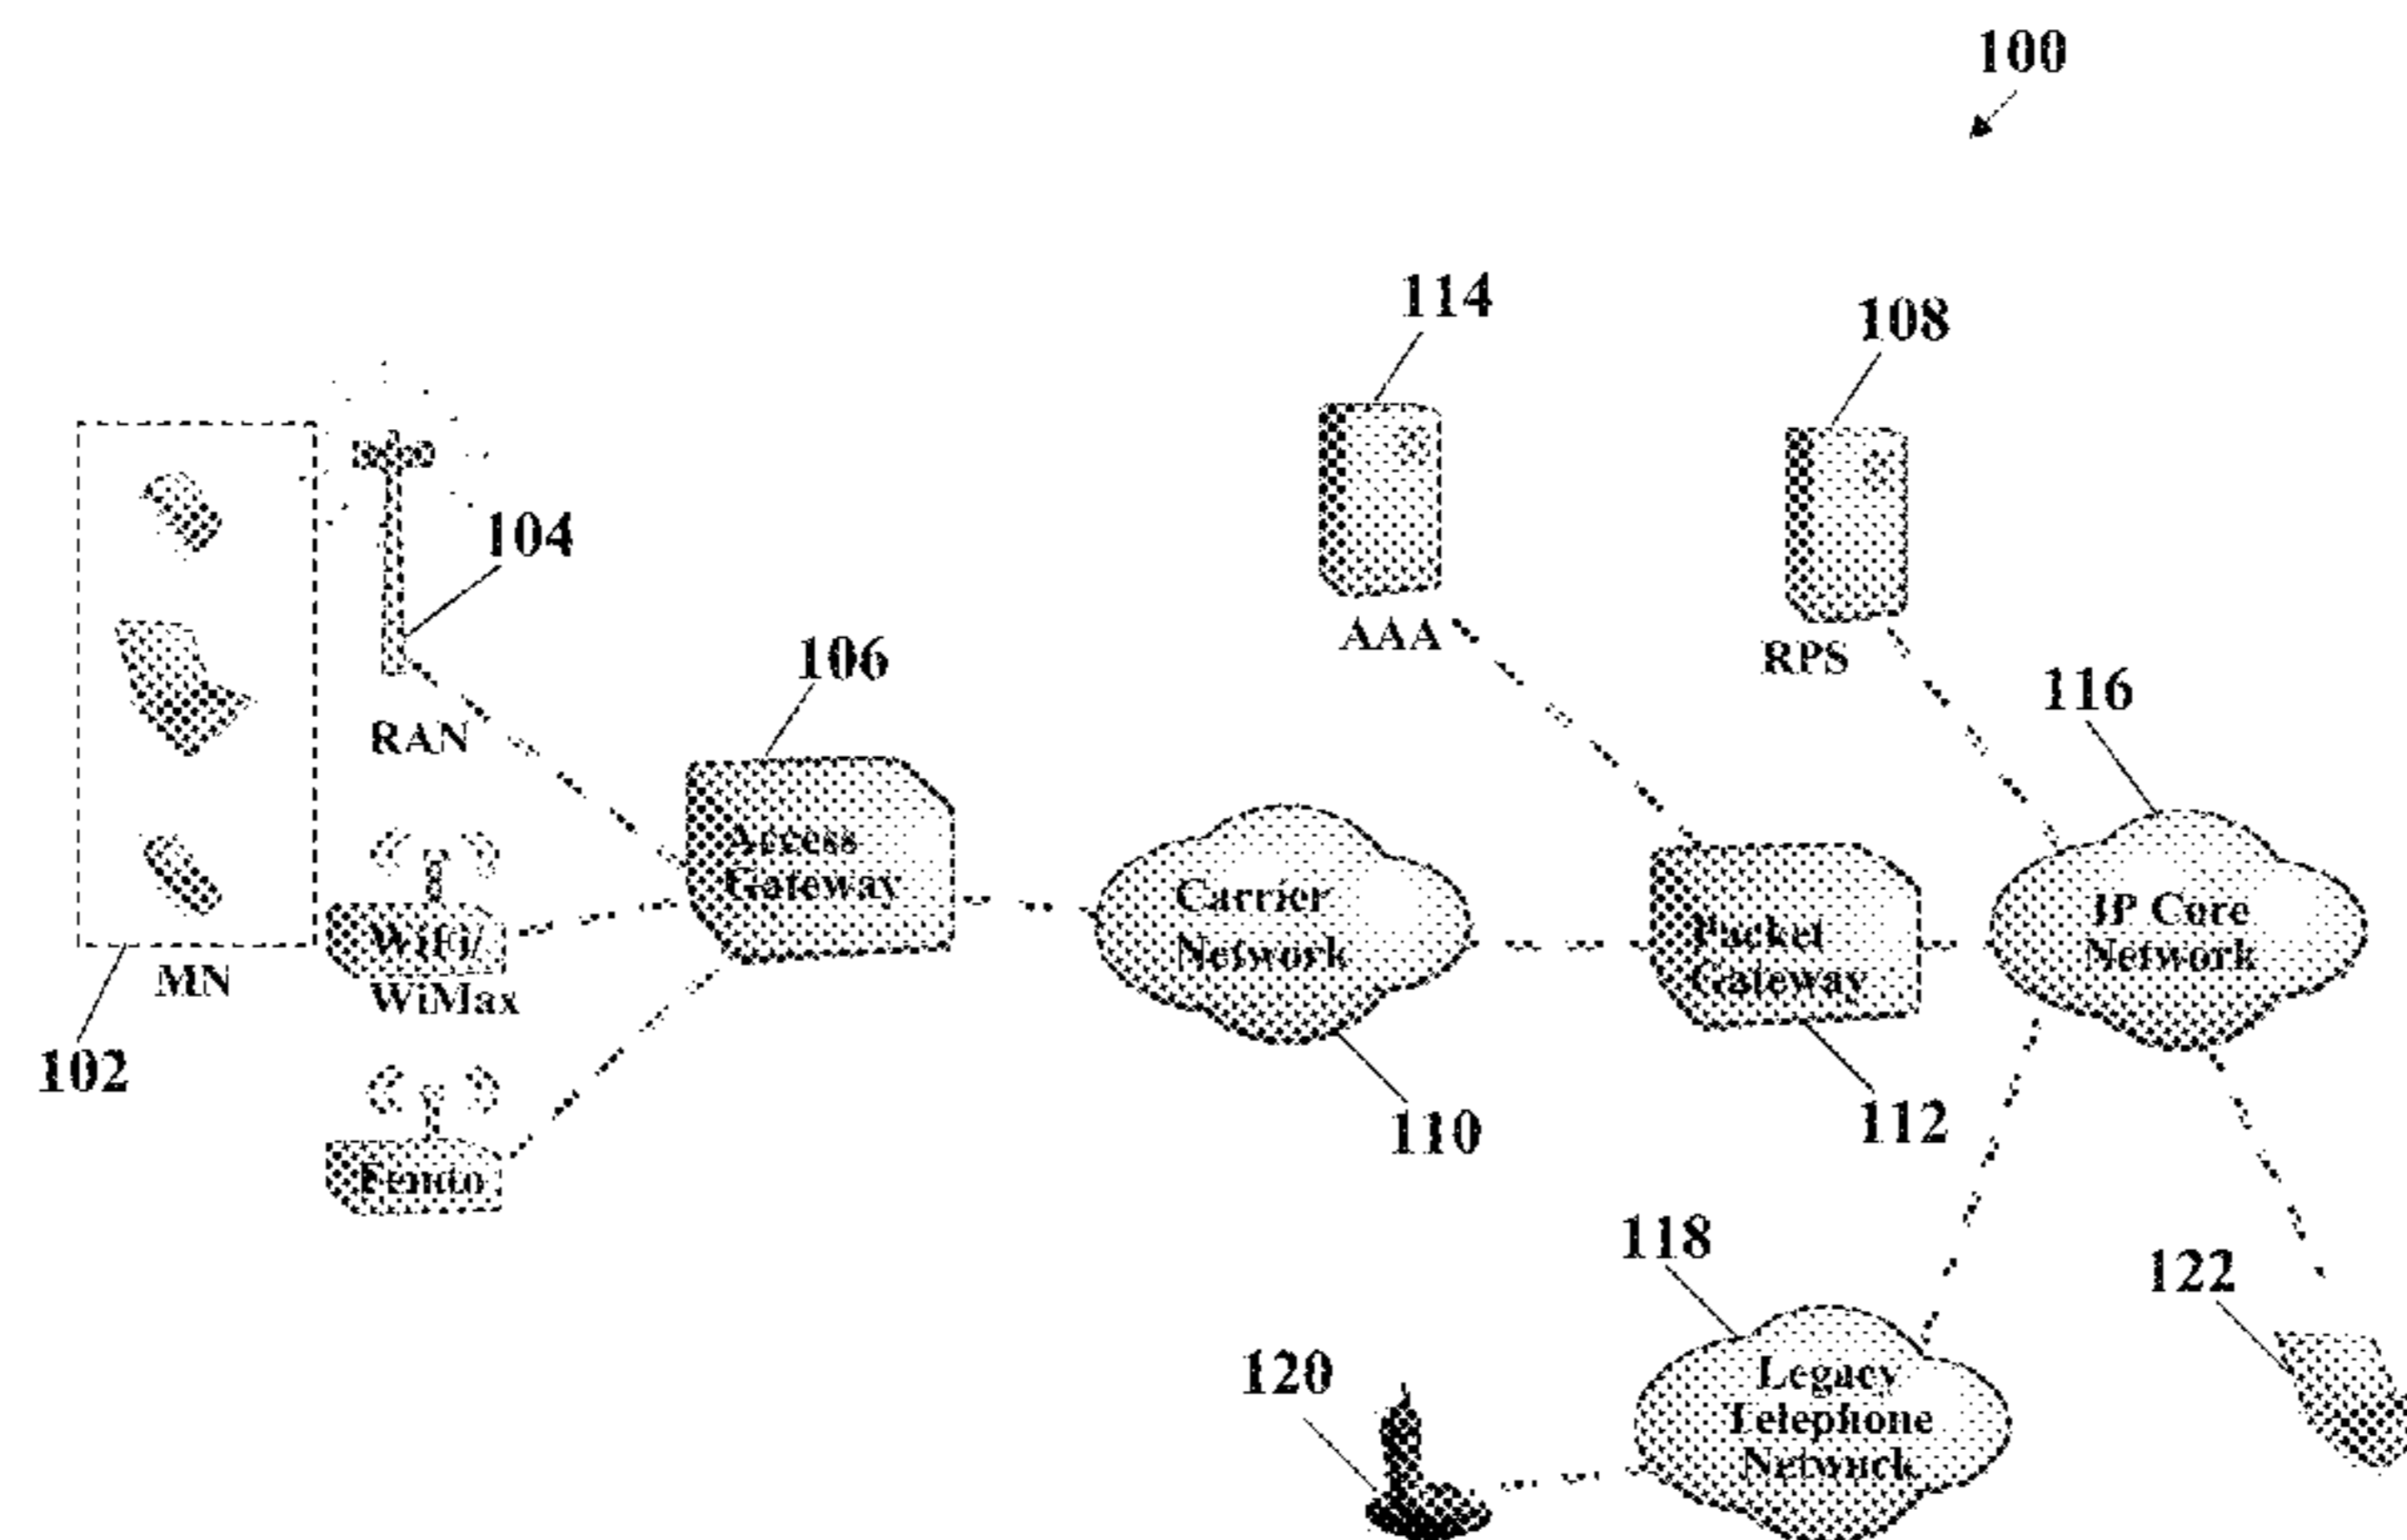 100
114
108
104
106
AAA
RPS
116
RAN
Access
Gateway
Carrier
Network
Packet
Gateway
IP Core
Network
Wifi/
WiMax
MN
102
110
112
Femto
118
122
120
Legacy
Telephone
Network